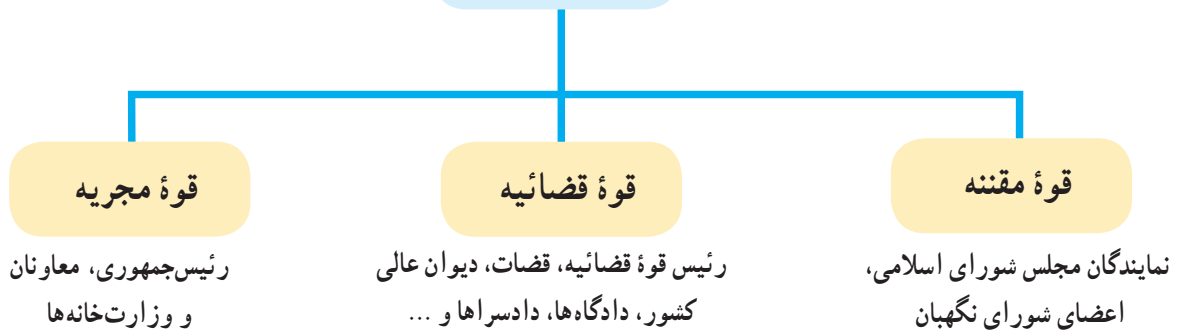 قوهٔ مقننه
نمایندگان مجلس شورای اسلامی،
اعضای شورای نگهبان
قوهٔ قضائیه
رئیس قوهٔ قضائیه، قضات، دیوان عالی
کشور، دادگاه‌ها، دادسراها و ...
قوهٔ مجریه
رئیس‌جمهوری، معاونان
و وزارت‌خانه‌ها